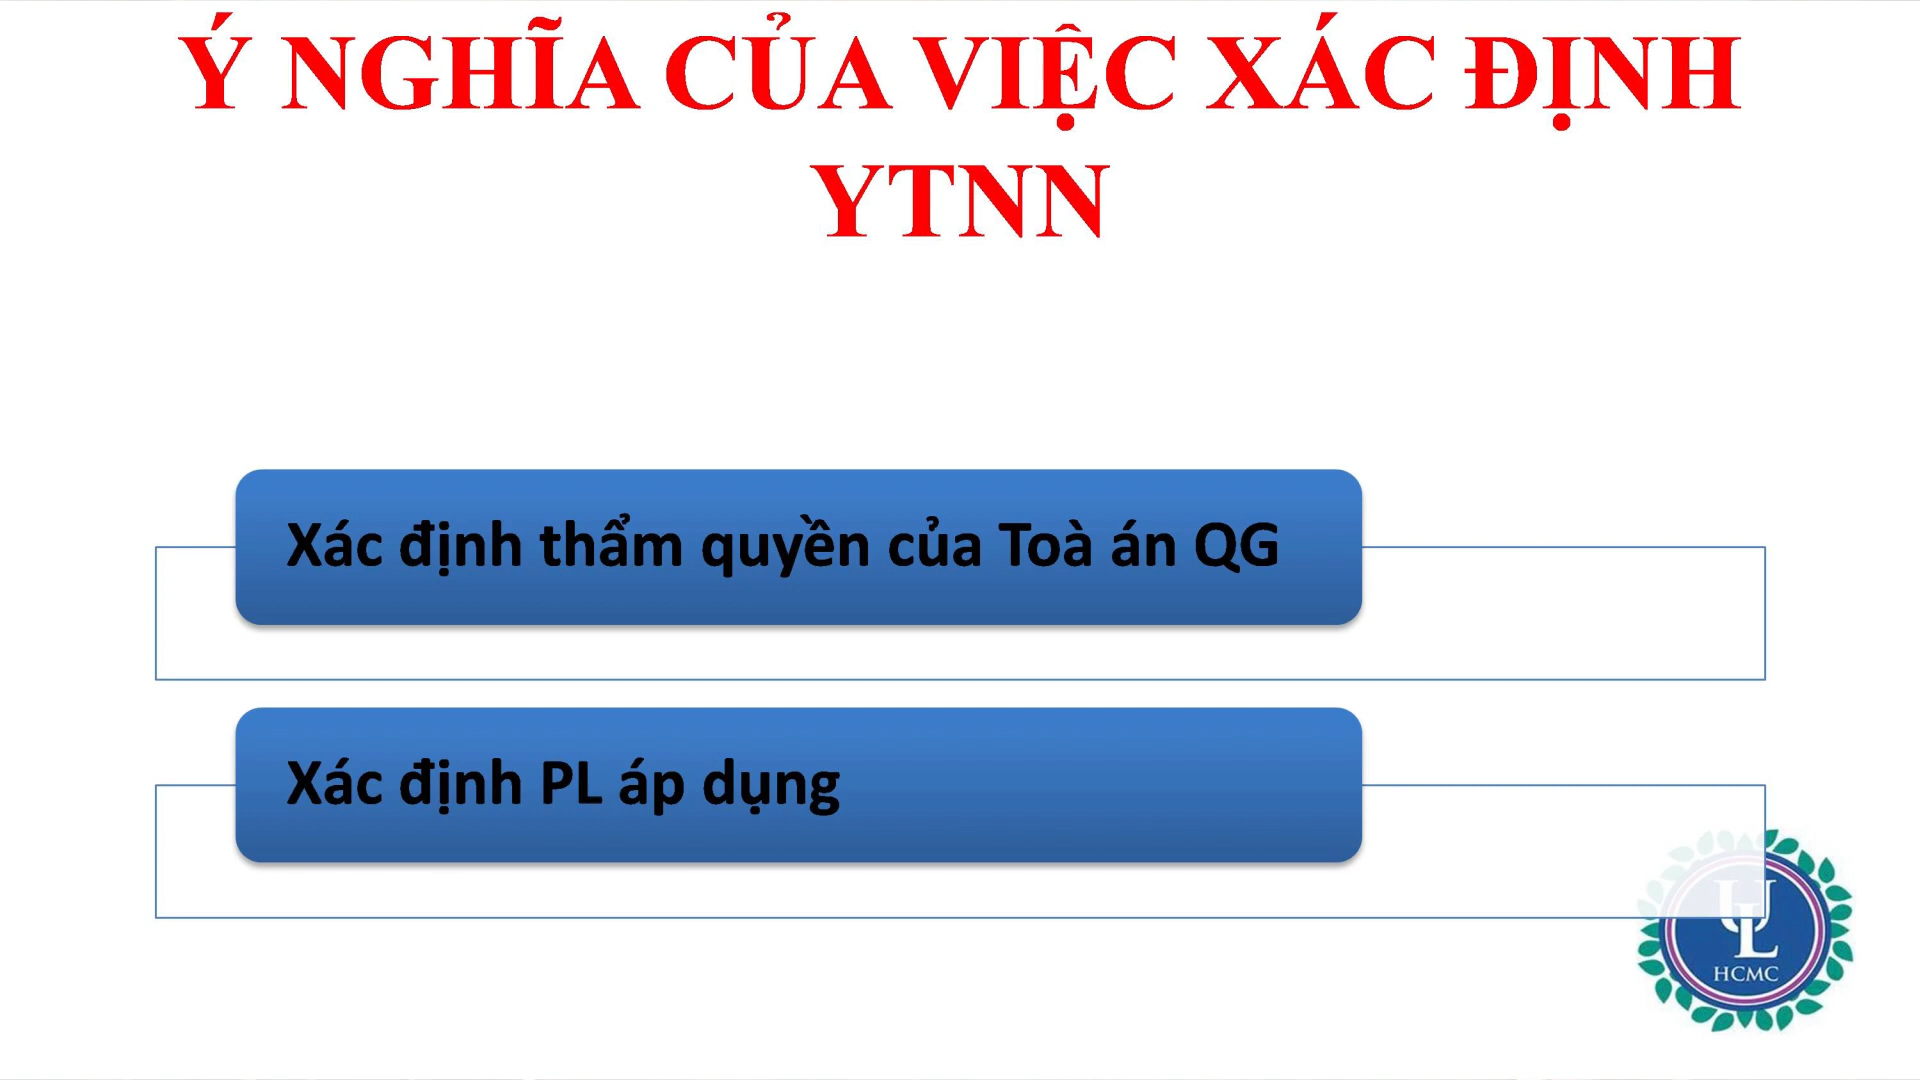 Ý NGHĨA CỦA VIỆC XÁC ĐỊNH
YTNN
Xác định thẩm quyền của Toà án QG
Xác định PL áp dụng
UL
HCMC